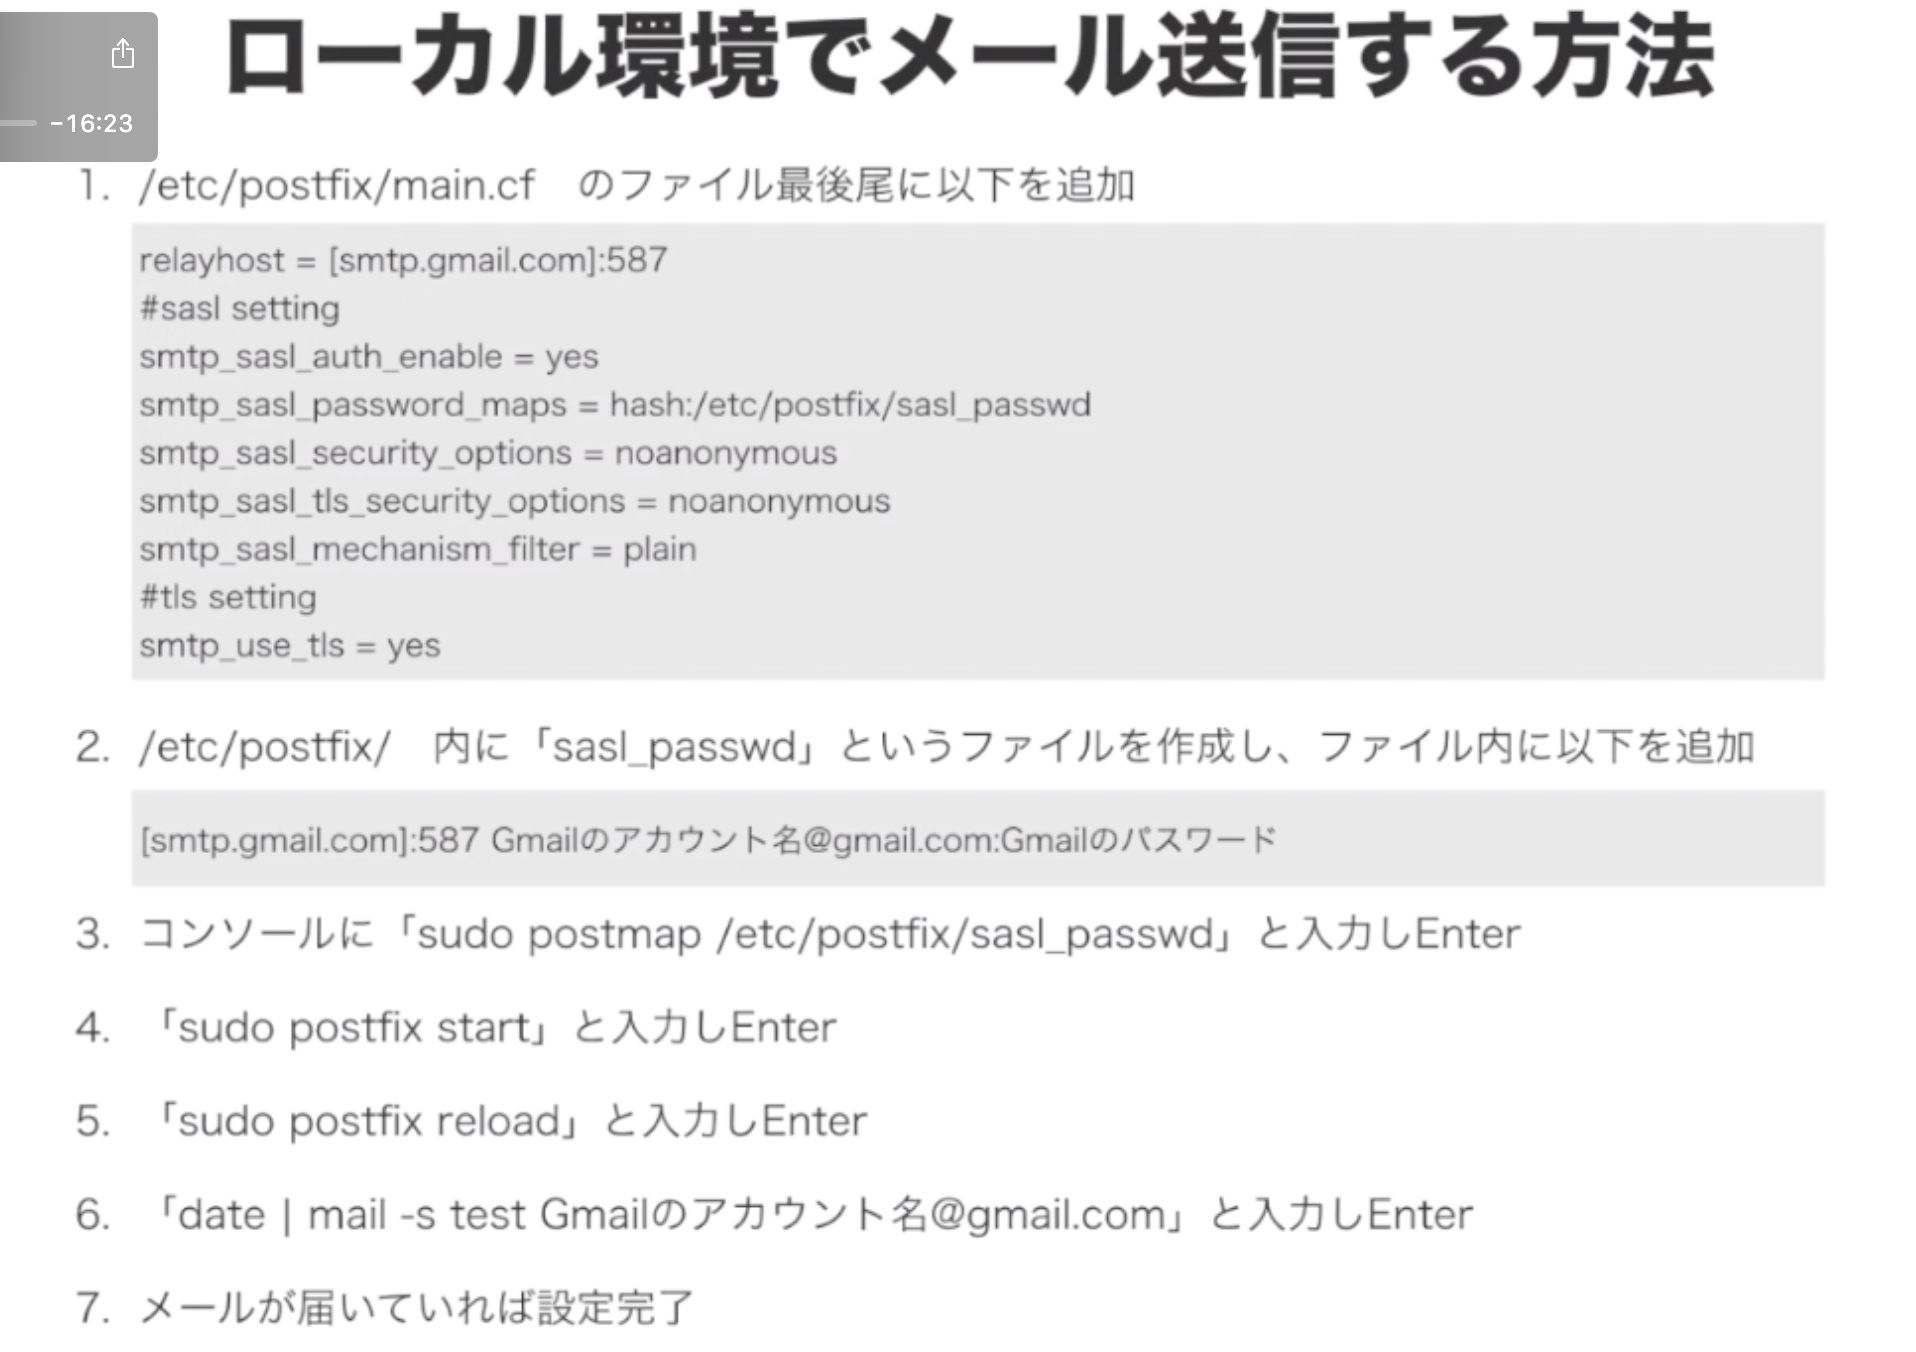 ローカル環境でメール送信する方法
−16:23
1. /etc/postfix/main.cf　のファイル最後尾に以下を追加
relayhost = [smtp.gmail.com]:587
#sasl setting
smtp_sasl_auth_enable = yes
smtp_sasl_password_maps = hash:/etc/postfix/sasl_passwd
smtp_sasl_security_options = noanonymous
smtp_sasl_tls_security_options = noanonymous
smtp_sasl_mechanism_filter = plain
#tls setting
smtp_use_tls = yes
2. /etc/postfix/　内に「sasl_passwd」というファイルを作成し、ファイル内に以下を追加
[smtp.gmail.com]:587 Gmailのアカウント名@gmail.com:Gmailのパスワード
3. コンソールに「sudo postmap /etc/postfix/sasl_passwd」と入力しEnter
4. 「sudo postfix start」と入力しEnter
5. 「sudo postfix reload」と入力しEnter
6. 「date | mail -s test Gmailのアカウント名@gmail.com」と入力しEnter
7. メールが届いていれば設定完了